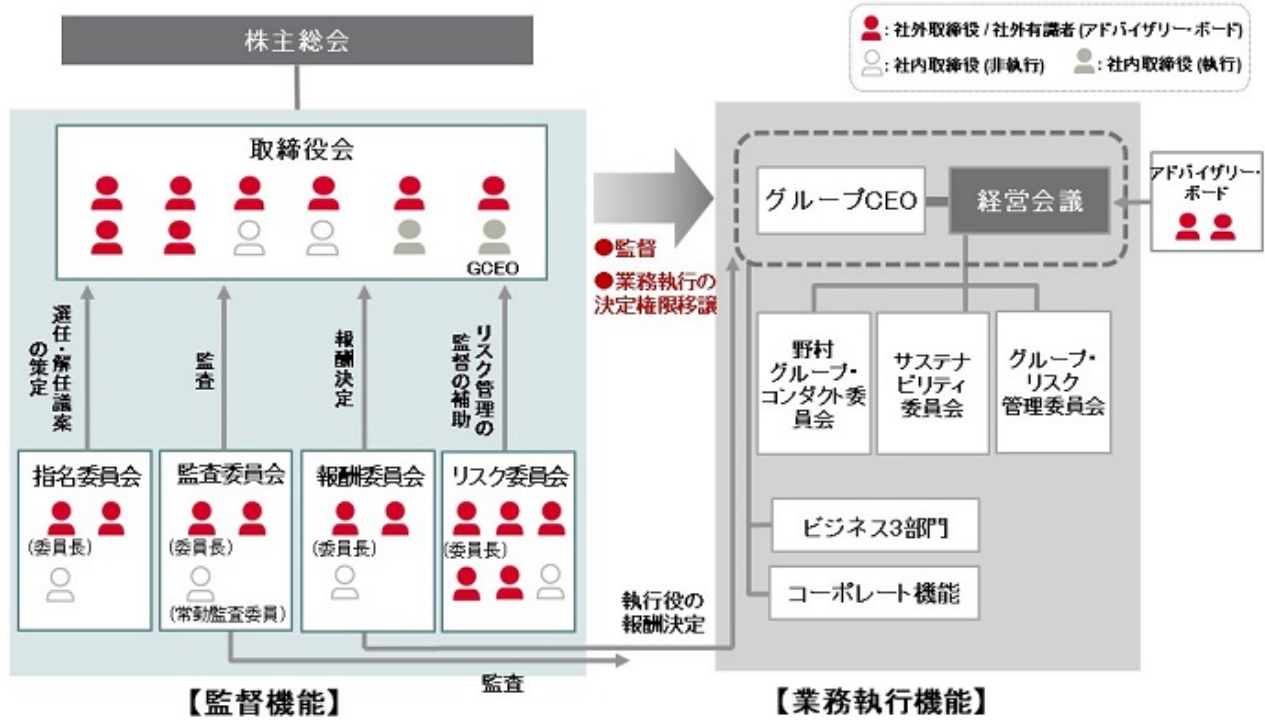 株主総会
: 社外取締役 / 社外有識者 (アドバイザリー・ボード)
: 社内取締役 (非執行)
: 社内取締役 (執行)
取締役会
GCEO
選任・解任議案
の策定
監査
報酬決定
リスク管理の
監督の補助
指名委員会
(委員長)
監査委員会
(委員長)
(常勤監査委員)
報酬委員会
(委員長)
リスク委員会
(委員長)
●監督
●業務執行の
決定権限移譲
グループCEO
経営会議
アドバイザリー・
ボード
野村
グループ・
コンダクト委
員会
サステナ
ビリティ
委員会
グループ・
リスク
管理委員会
ビジネス3部門
コーポレート機能
執行役の
報酬決定
監査
【監督機能】
【業務執行機能】